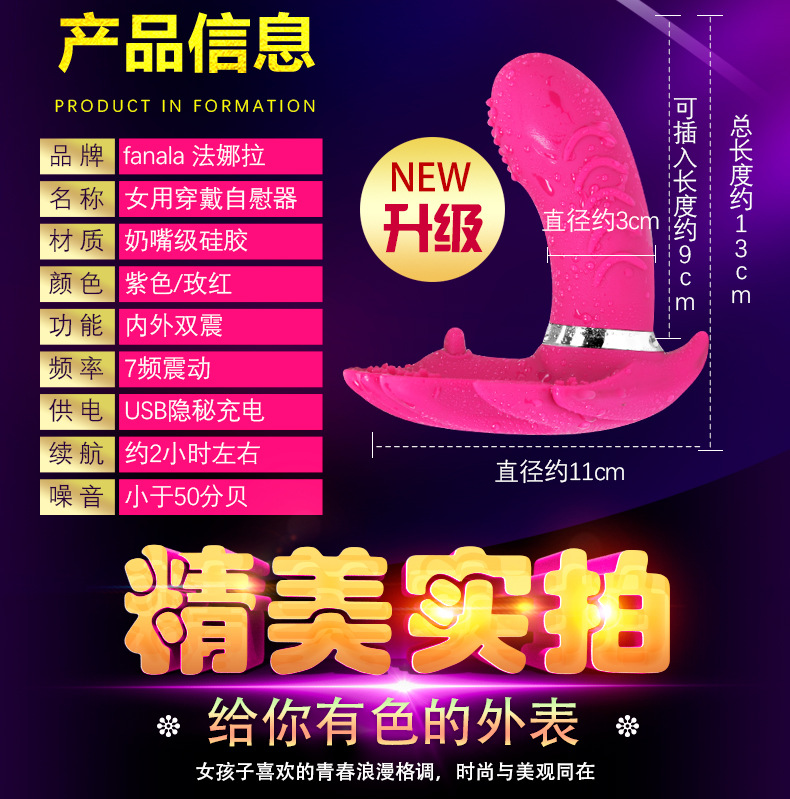 产品信息
PRODUCT IN FORMATION
品牌 fanala 法娜拉
名称 女用穿戴自慰器
材质 奶嘴级硅胶
颜色 紫色/玫红
功能 内外双震
频率 7频震动
供电 USB隐秘充电
续航 约2小时左右
噪音 小于50分贝
NEW
升级
直径约3cm
可插入长度约9cm
总长度约13cm
直径约11cm
精美实拍
❉给你有色的外表❉
女孩子喜欢的青春浪漫格调，时尚与美观同在